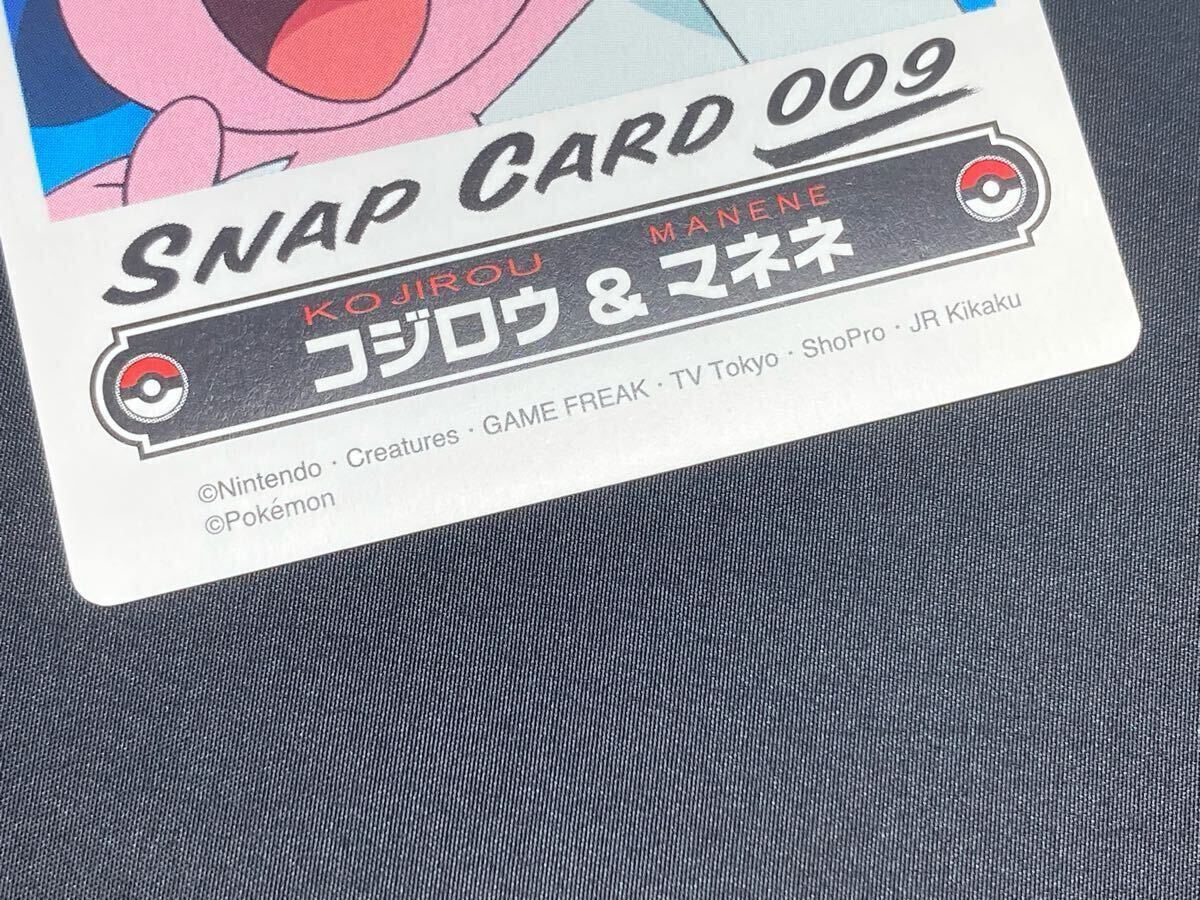 SNAP CARD 009
KOJIROU MANENE
コジロウ & マネネ
©Nintendo・Creatures・GAME FREAK・TV Tokyo・ShoPro・JR Kikaku
©Pokémon